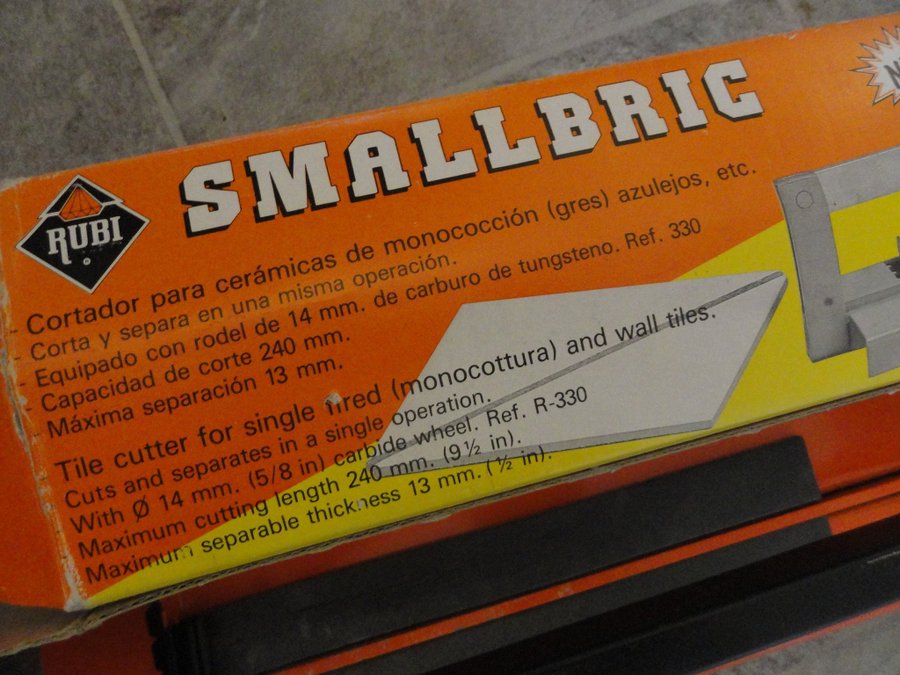 RUBI
SMALLBRIC
- Cortador para cerámicas de monococción (gres) azulejos, etc.
- Corta y separa en una misma operación.
- Equipado con rodel de 14 mm. de carburo de tungsteno. Ref. 330
- Capacidad de corte 240 mm.
- Máxima separación 13 mm.
Tile cutter for single fired (monocottura) and wall tiles.
Cuts and separates in a single operation.
With Ø 14 mm. (5/8 in) carbide wheel. Ref. R-330
Maximum cutting length 240 mm. (9½ in).
Maximum separable thickness 13 mm. (½ in).